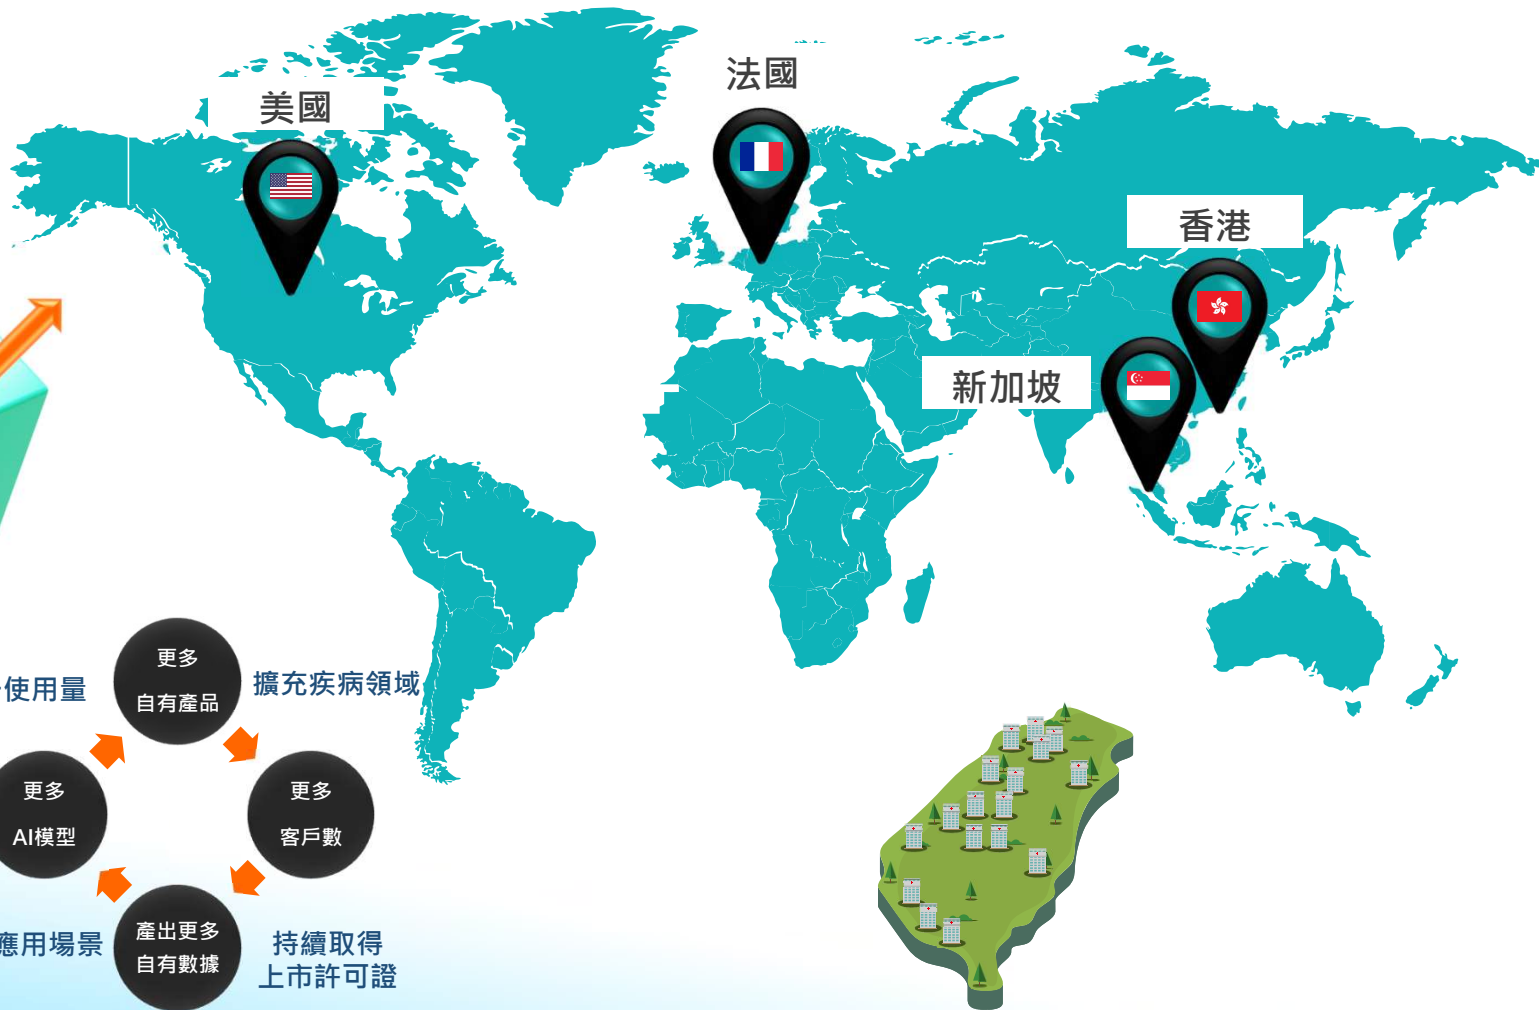 法國
美國
香港
新加坡
更多
自有產品
使用量
擴充疾病領域
更多
AI模型
更多
客戶數
應用場景
產出更多
自有數據
持續取得
上市許可證